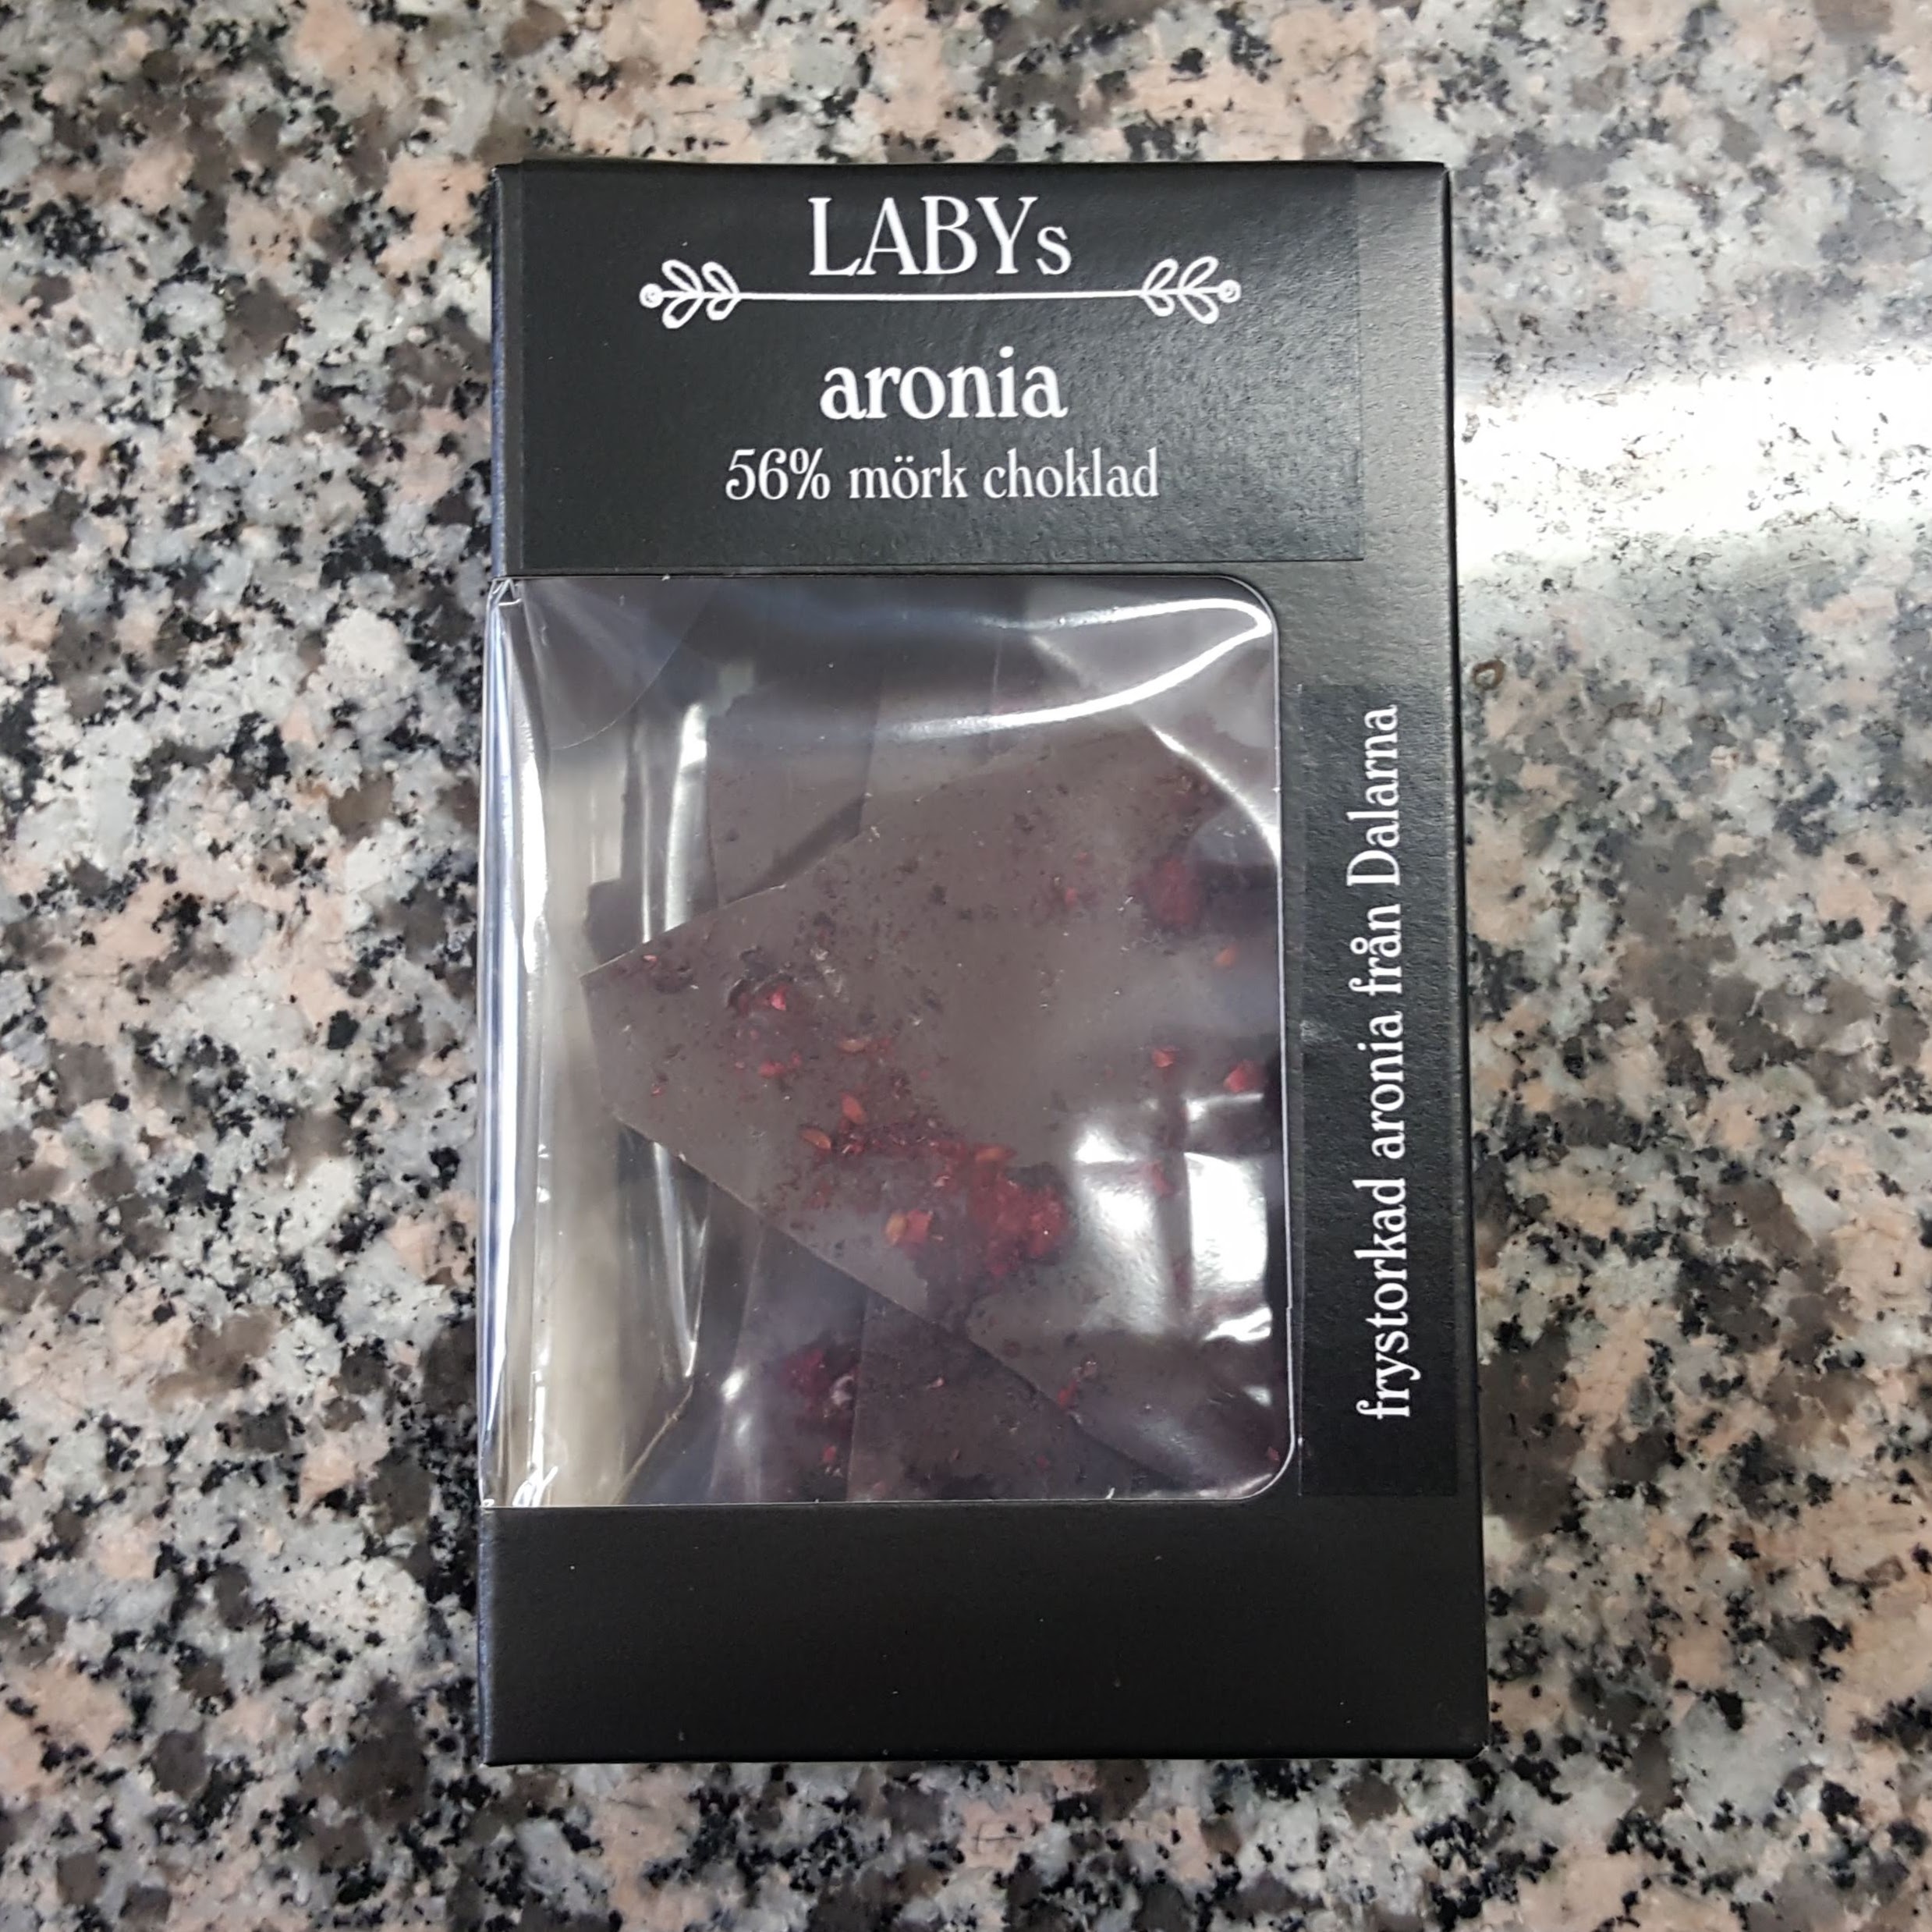 LABYs
aronia
56% mörk choklad
frystorkad aronia från Dalarna